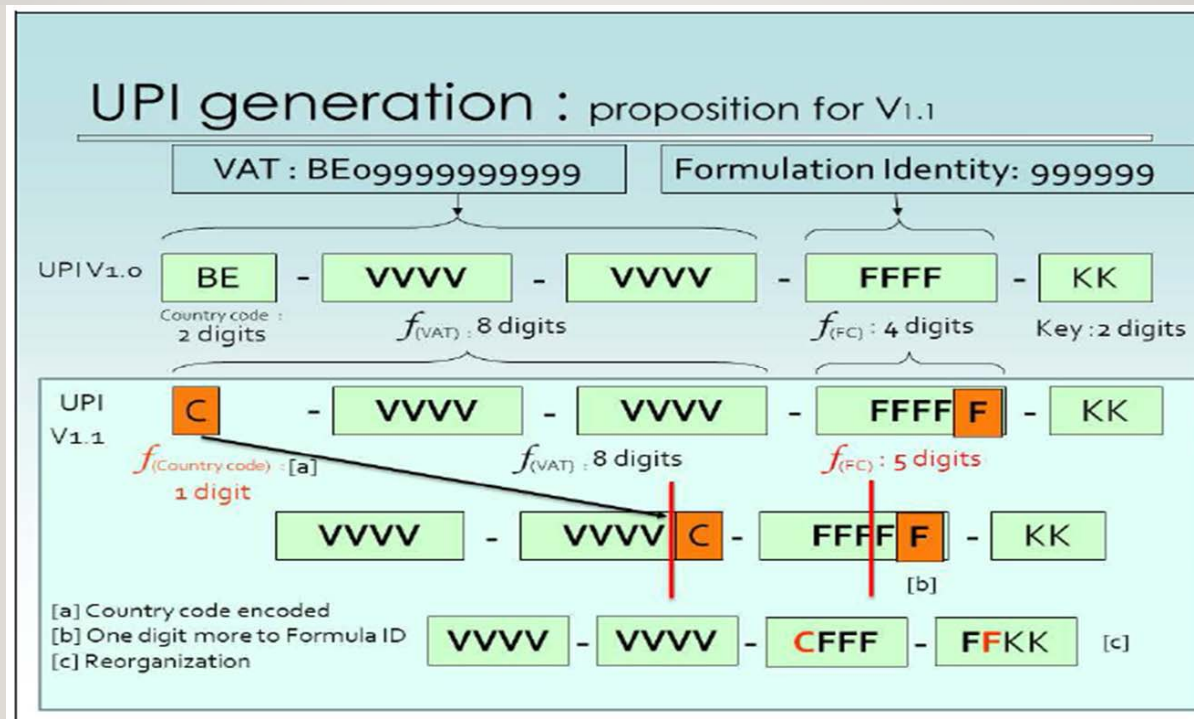 UPI generation : proposition for V1.1
VAT : BE09999999999 Formulation Identity: 999999
UPI V1.0 BE - VVVV - VVVV - FFFF - KK
Country code : 2 digits f(VAT) : 8 digits f(FC) : 4 digits Key : 2 digits
UPI V1.1 C - VVVV - VVVV - FFFF F - KK
f(Country code) : [a] 1 digit f(VAT) : 8 digits f(FC) : 5 digits
VVVV - VVVV C - FFFF F - KK
[b]
[a] Country code encoded
[b] One digit more to Formula ID
[c] Reorganization
VVVV - VVVV - CFFF - FFKK [c]